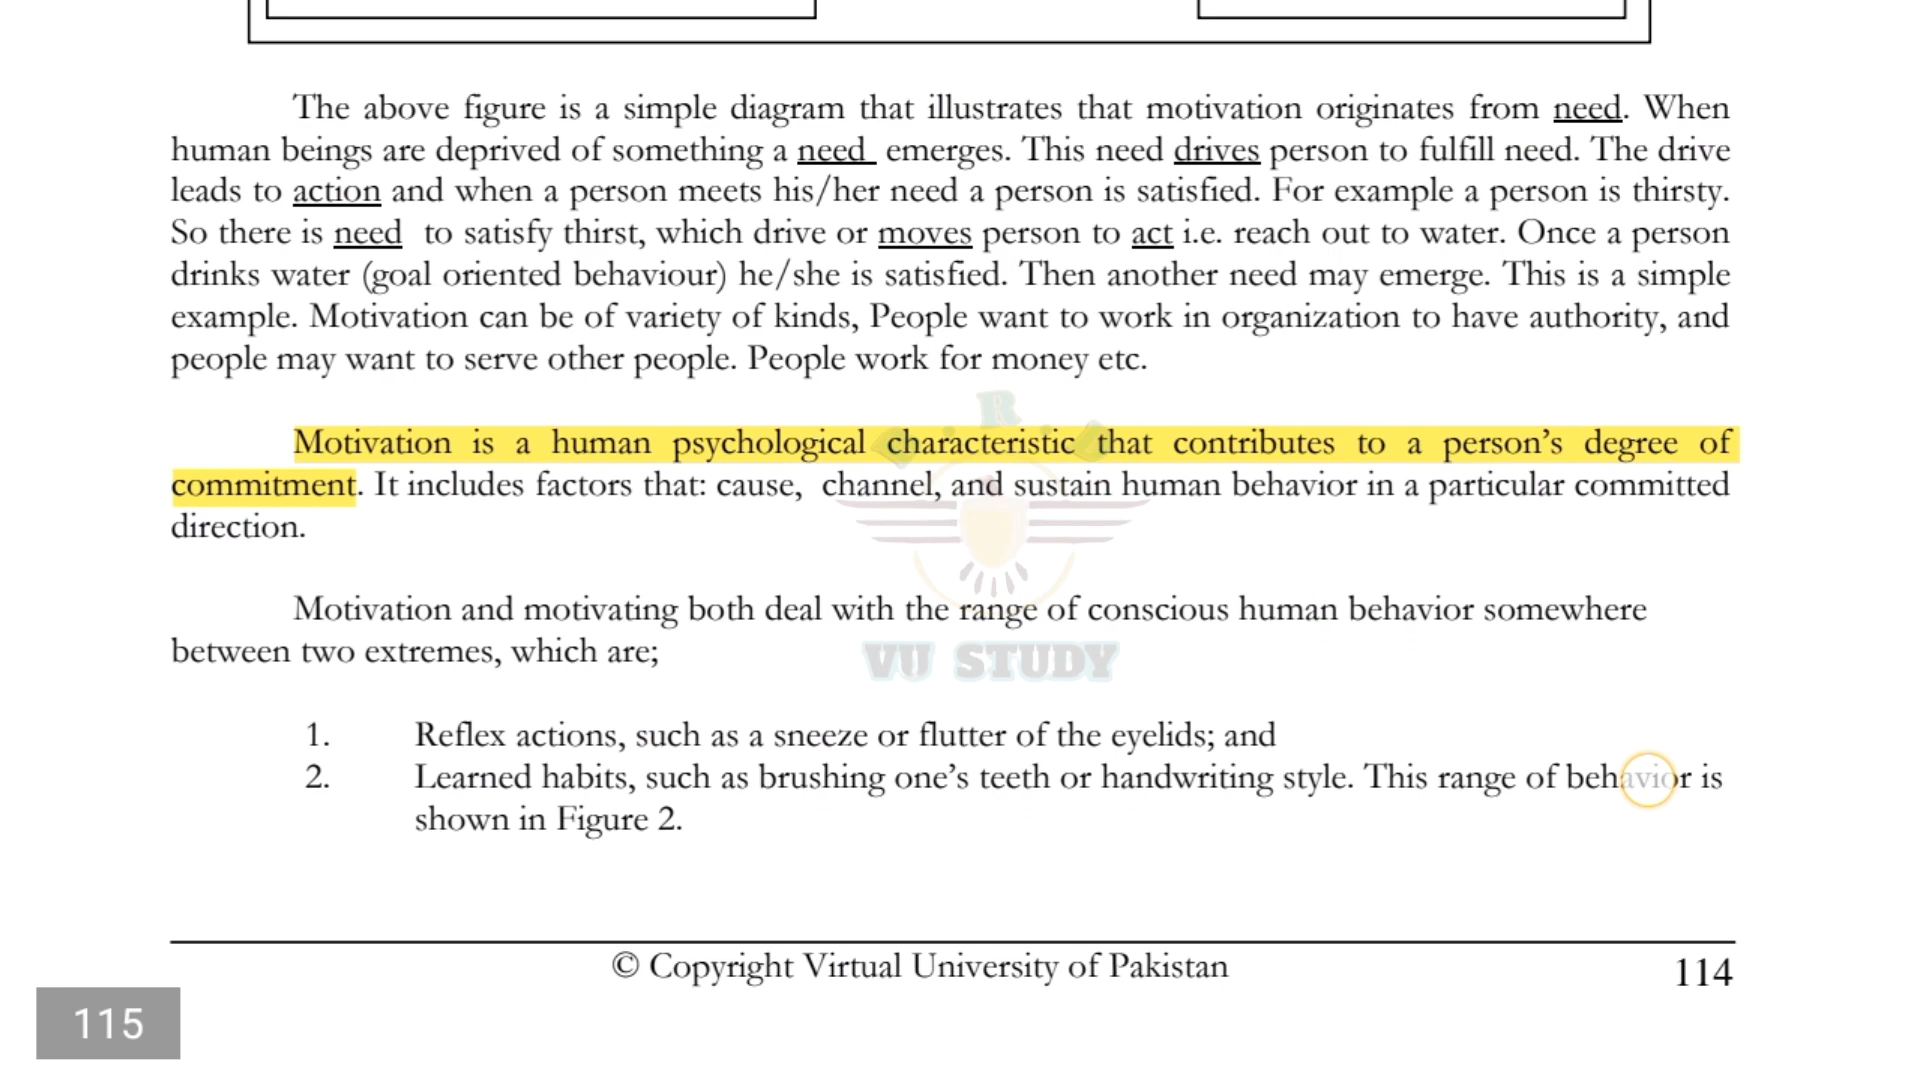 The above figure is a simple diagram that illustrates that motivation originates from need. When
human beings are deprived of something a need emerges. This need drives person to fulfill need. The drive
leads to action and when a person meets his/her need a person is satisfied. For example a person is thirsty.
So there is need to satisfy thirst, which drive or moves person to act i.e. reach out to water. Once a person
drinks water (goal oriented behaviour) he/she is satisfied. Then another need may emerge. This is a simple
example. Motivation can be of variety of kinds, People want to work in organization to have authority, and
people may want to serve other people. People work for money etc.
Motivation is a human psychological characteristic that contributes to a person's degree of
commitment. It includes factors that: cause, channel, and sustain human behavior in a particular committed
direction.
Motivation and motivating both deal with the range of conscious human behavior somewhere
between two extremes, which are;
VU STUDY
1. Reflex actions, such as a sneeze or flutter of the eyelids; and
2. Learned habits, such as brushing one's teeth or handwriting style. This range of behavior is
shown in Figure 2.
© Copyright Virtual University of Pakistan
114
115